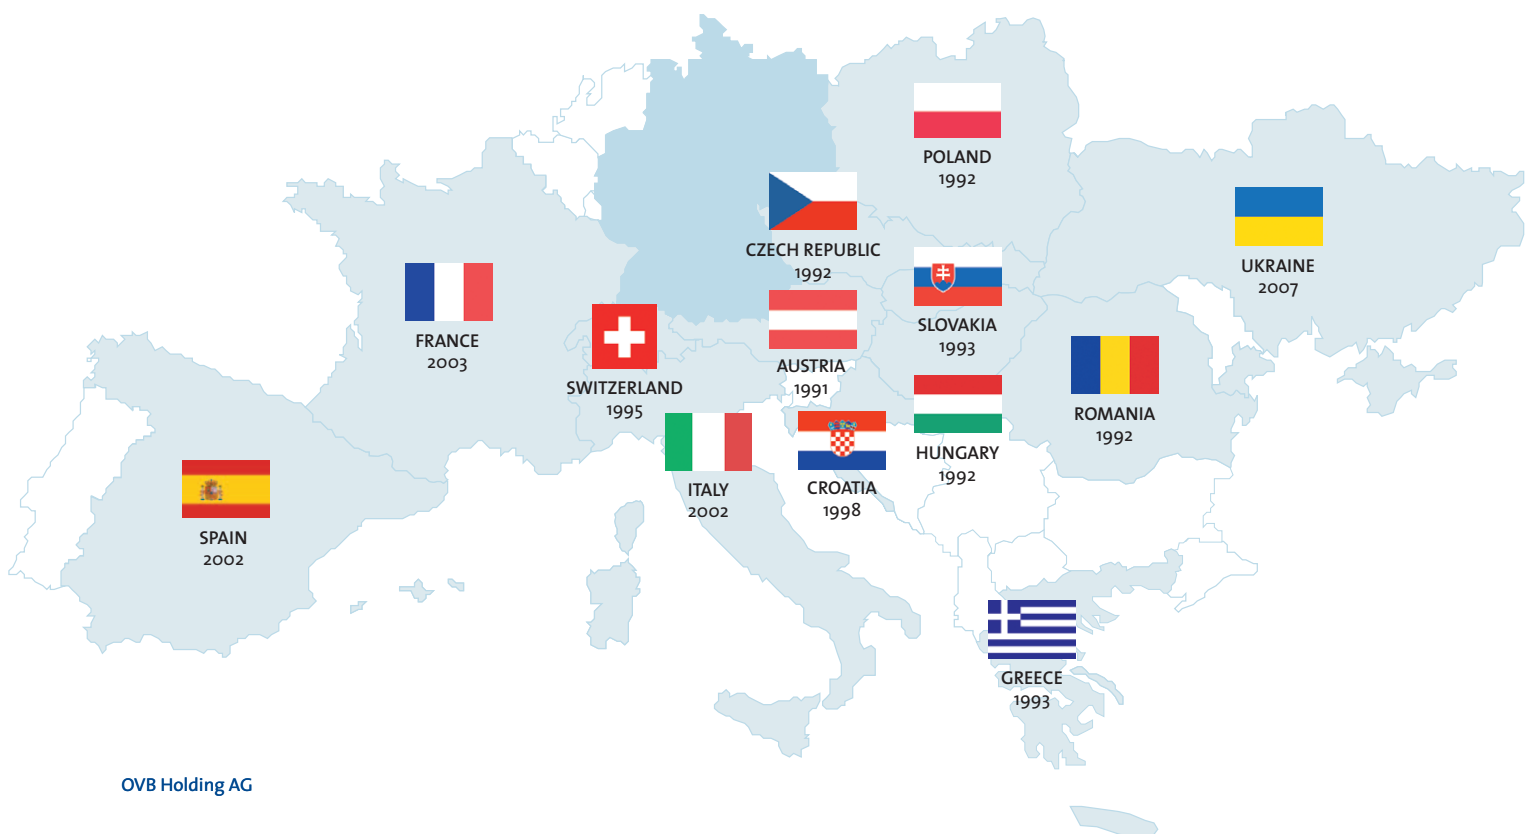 POLAND
1992
CZECH REPUBLIC
1992
UKRAINE
2007
FRANCE
2003
SLOVAKIA
1993
AUSTRIA
1991
SWITZERLAND
1995
ROMANIA
1992
HUNGARY
1992
ITALY
2002
CROATIA
1998
SPAIN
2002
GREECE
1993
OVB Holding AG